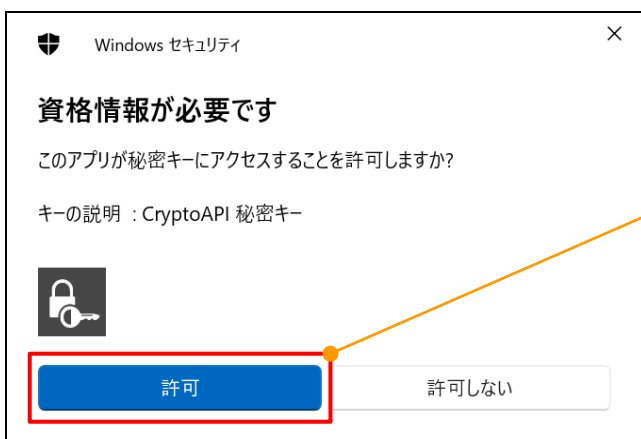 Windows セキュリティ
資格情報が必要です
このアプリが秘密キーにアクセスすることを許可しますか?
キーの説明 : CryptoAPI 秘密キー
許可
許可しない